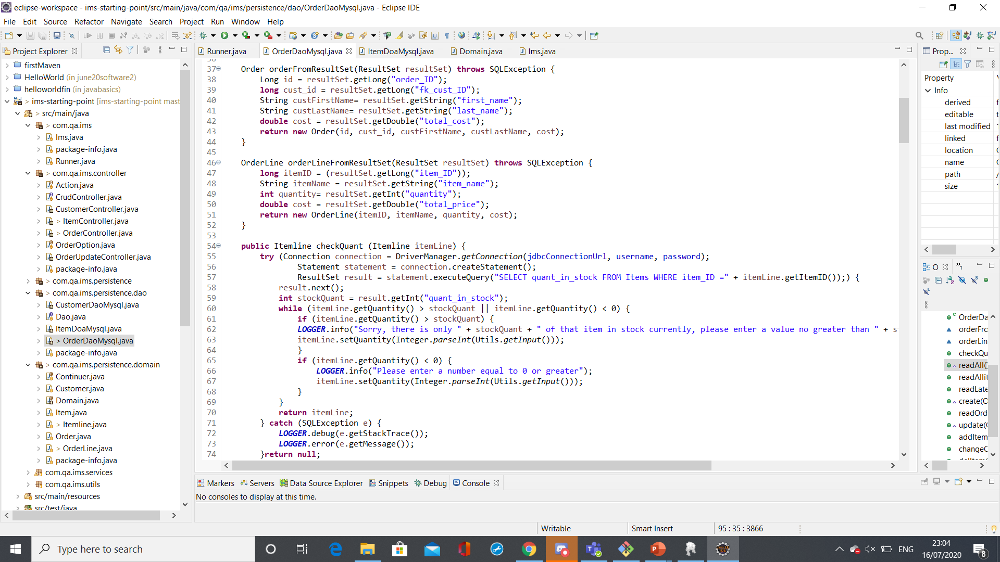 eclipse-workspace - ims-starting-point/src/main/java/com/qa/ims/persistence/dao/OrderDaoMysql.java - Eclipse IDE
File Edit Source Refactor Navigate Search Project Run Window Help
Project Explorer
firstMaven
HelloWorld (in june20software2)
helloworldfin (in javabasics)
> ims-starting-point [ims-starting-point mast
> src/main/java
> com.qa.ims
Ims.java
package-info.java
Runner.java
> com.qa.ims.controller
Action.java
CrudController.java
CustomerController.java
> ItemController.java
> OrderController.java
OrderOption.java
OrderUpdateController.java
package-info.java
> com.qa.ims.persistence
> com.qa.ims.persistence.dao
CustomerDaoMysql.java
Dao.java
ItemDoaMysql.java
> OrderDaoMysql.java
package-info.java
> com.qa.ims.persistence.domain
Continuer.java
Customer.java
Domain.java
Item.java
> Itemline.java
Order.java
> OrderLine.java
package-info.java
com.qa.ims.services
com.qa.ims.utils
src/main/resources
src/test/java
Runner.java OrderDaoMysql.java ItemDoaMysql.java Domain.java Ims.java
37 Order orderFromResultSet(ResultSet resultSet) throws SQLException {
38 Long id = resultSet.getLong("order_ID");
39 long cust_id = resultSet.getLong("fk_cust_ID");
40 String custFirstName= resultSet.getString("first_name");
41 String custLastName= resultSet.getString("last_name");
42 double cost = resultSet.getDouble("total_cost");
43 return new Order(id, cust_id, custFirstName, custLastName, cost);
44 }
45
46 OrderLine orderLineFromResultSet(ResultSet resultSet) throws SQLException {
47 long itemID = (resultSet.getLong("item_ID"));
48 String itemName = resultSet.getString("item_name");
49 int quantity= resultSet.getInt("quantity");
50 double cost = resultSet.getDouble("total_price");
51 return new OrderLine(itemID, itemName, quantity, cost);
52 }
53
54 public Itemline checkQuant (Itemline itemLine) {
55 try (Connection connection = DriverManager.getConnection(jdbcConnectionUrl, username, password);
56 Statement statement = connection.createStatement();
57 ResultSet result = statement.executeQuery("SELECT quant_in_stock FROM Items WHERE item_ID =" + itemLine.getItemID());) {
58 result.next();
59 int stockQuant = result.getInt("quant_in_stock");
60 while (itemLine.getQuantity() > stockQuant || itemLine.getQuantity() < 0) {
61 if (itemLine.getQuantity() > stockQuant) {
62 LOGGER.info("Sorry, there is only " + stockQuant + " of that item in stock currently, please enter a value no greater than " + s
63 itemLine.setQuantity(Integer.parseInt(Utils.getInput()));
64 }
65 if (itemLine.getQuantity() < 0) {
66 LOGGER.info("Please enter a number equal to 0 or greater");
67 itemLine.setQuantity(Integer.parseInt(Utils.getInput()));
68 }
69 }
70 return itemLine;
71 } catch (SQLException e) {
72 LOGGER.debug(e.getStackTrace());
73 LOGGER.error(e.getMessage());
74 }return null;
Prop...
Property
Info
derived
editable
last modified
linked
location
name
path
size
O
OrderDa
orderFro
orderLin
checkQu
readAll(
readAllit
readLate
create(O
readOrd
update(
addItem
changeO
Markers Servers Data Source Explorer Snippets Debug Console
No consoles to display at this time.
Writable Smart Insert 95 : 35 : 3866
Type here to search
ENG
23:04
16/07/2020
8